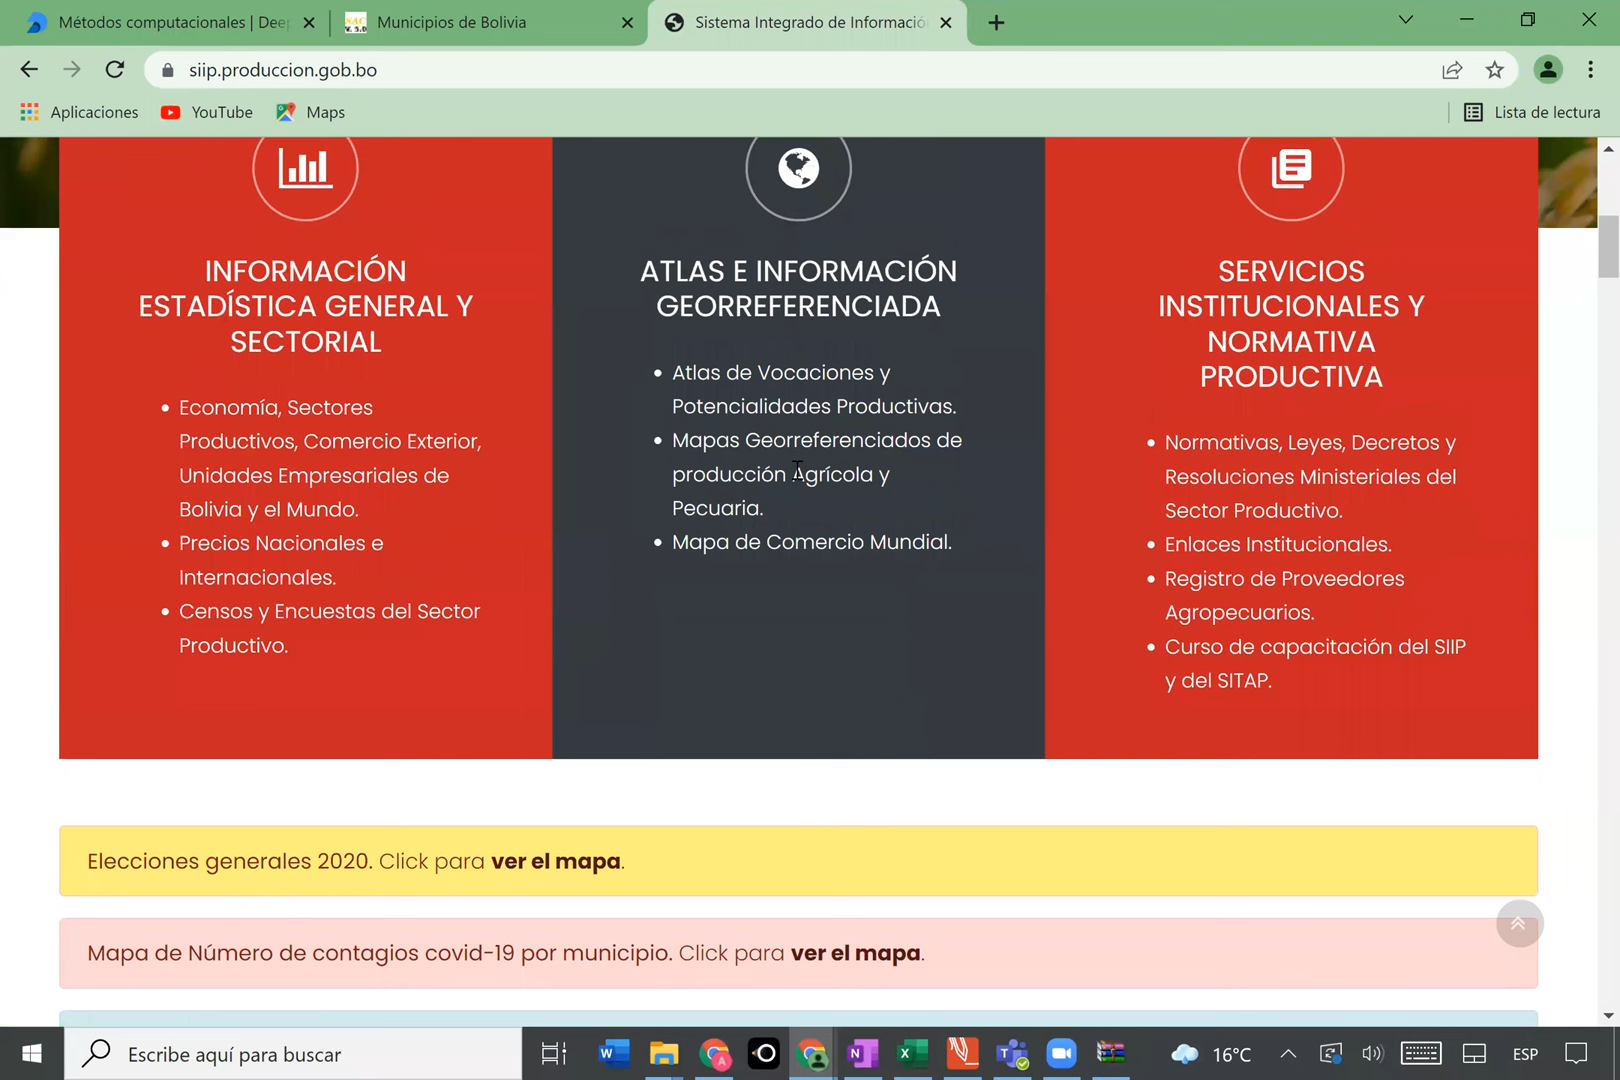 Métodos computacionales | Deep
NAC
V. 3.0
Municipios de Bolivia
Sistema Integrado de Informació
siip.produccion.gob.bo
Aplicaciones
YouTube
Maps
Lista de lectura
INFORMACIÓN
ESTADÍSTICA GENERAL Y
SECTORIAL
• Economía, Sectores
Productivos, Comercio Exterior,
Unidades Empresariales de
Bolivia y el Mundo.
• Precios Nacionales e
Internacionales.
• Censos y Encuestas del Sector
Productivo.
ATLAS E INFORMACIÓN
GEORREFERENCIADA
• Atlas de Vocaciones y
Potencialidades Productivas.
• Mapas Georreferenciados de
producción Agrícola y
Pecuaria.
• Mapa de Comercio Mundial.
SERVICIOS
INSTITUCIONALES Y
NORMATIVA
PRODUCTIVA
• Normativas, Leyes, Decretos y
Resoluciones Ministeriales del
Sector Productivo.
• Enlaces Institucionales.
• Registro de Proveedores
Agropecuarios.
• Curso de capacitación del SIIP
y del SITAP.
Elecciones generales 2020. Click para ver el mapa.
Mapa de Número de contagios covid-19 por municipio. Click para ver el mapa.
Escribe aquí para buscar
16°C
ESP